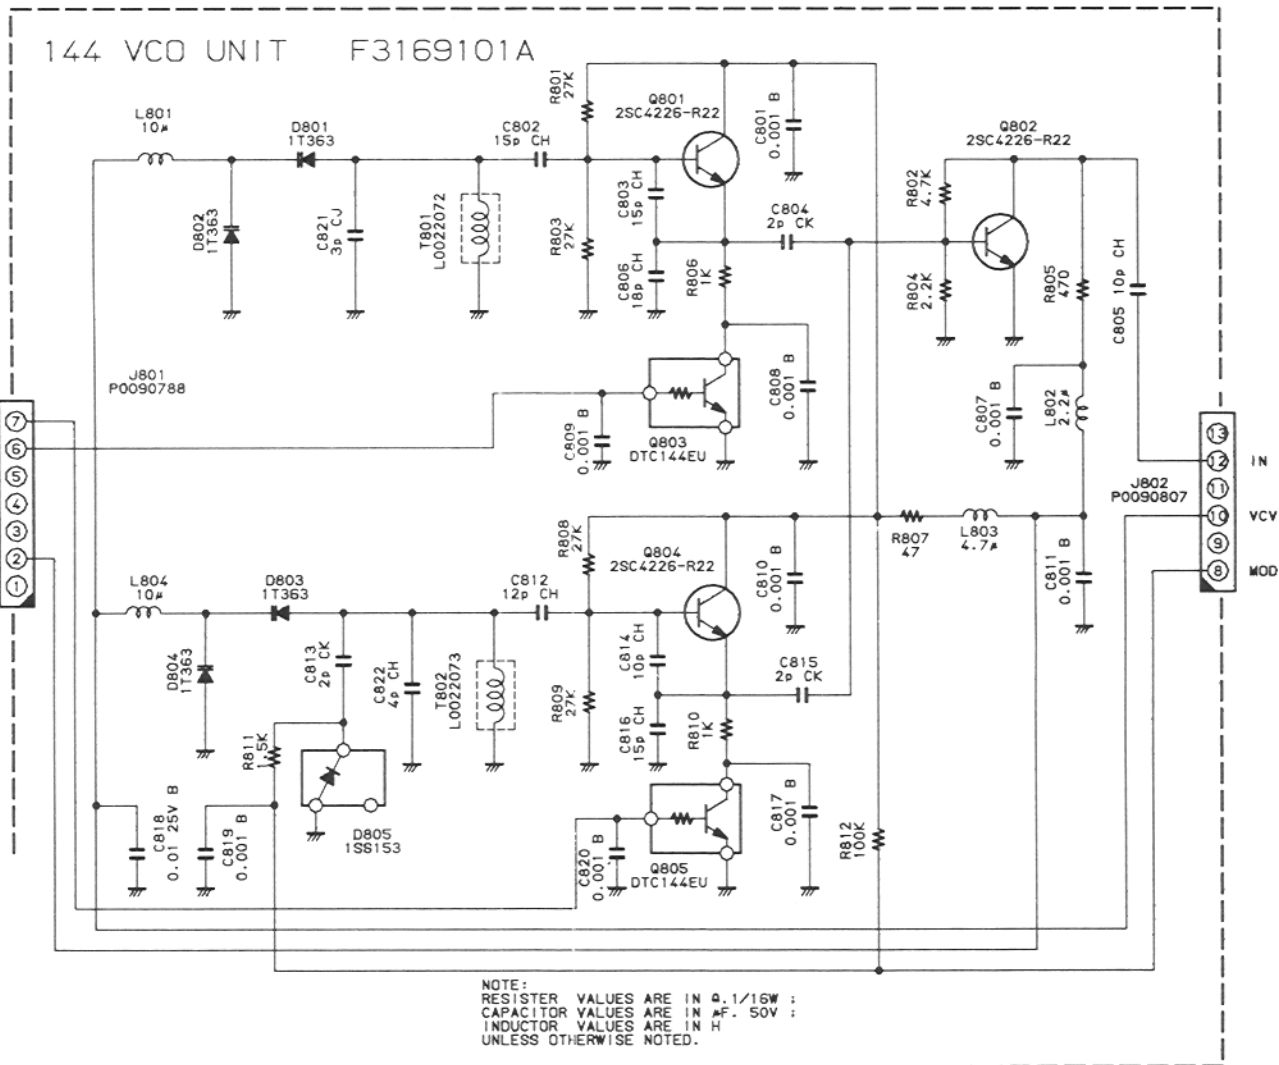 144 VCO UNIT F3169101A
L801
10μ
D801
1T363
C802
15p CH
R801
27K
Q801
2SC4226-R22
C801
0.001 B
Q802
2SC4226-R22
D802
1T363
C821
3p CJ
T801
L0022072
R803
27K
C803
15p CH
C806
18p CH
R806
1K
C804
2p CK
R802
4.7K
R804
2.2K
R805
470
C805 10p CH
J801
P0090788
C809
0.001 B
Q803
DTC144EU
C808
0.001 B
C807
0.001 B
L802
2.2μ
7
6
5
4
3
2
1
13
12 IN
11
10 VCV
9
8 MOD
J802
P0090807
L804
10μ
D803
1T363
C812
12p CH
R808
27K
Q804
2SC4226-R22
C810
0.001 B
R807
47
L803
4.7μ
C811
0.001 B
D804
1T363
C813
2p CK
C822
4p CH
T802
L0022073
R809
27K
C814
10p CH
C816
15p CH
R810
1K
C815
2p CK
R811
1.5K
C818
0.01 25V B
C819
0.001 B
D805
1SS153
C820
0.001 B
Q805
DTC144EU
C817
0.001 B
R812
100K
NOTE:
RESISTER VALUES ARE IN Ω. 1/16W ;
CAPACITOR VALUES ARE IN μF. 50V ;
INDUCTOR VALUES ARE IN H
UNLESS OTHERWISE NOTED.